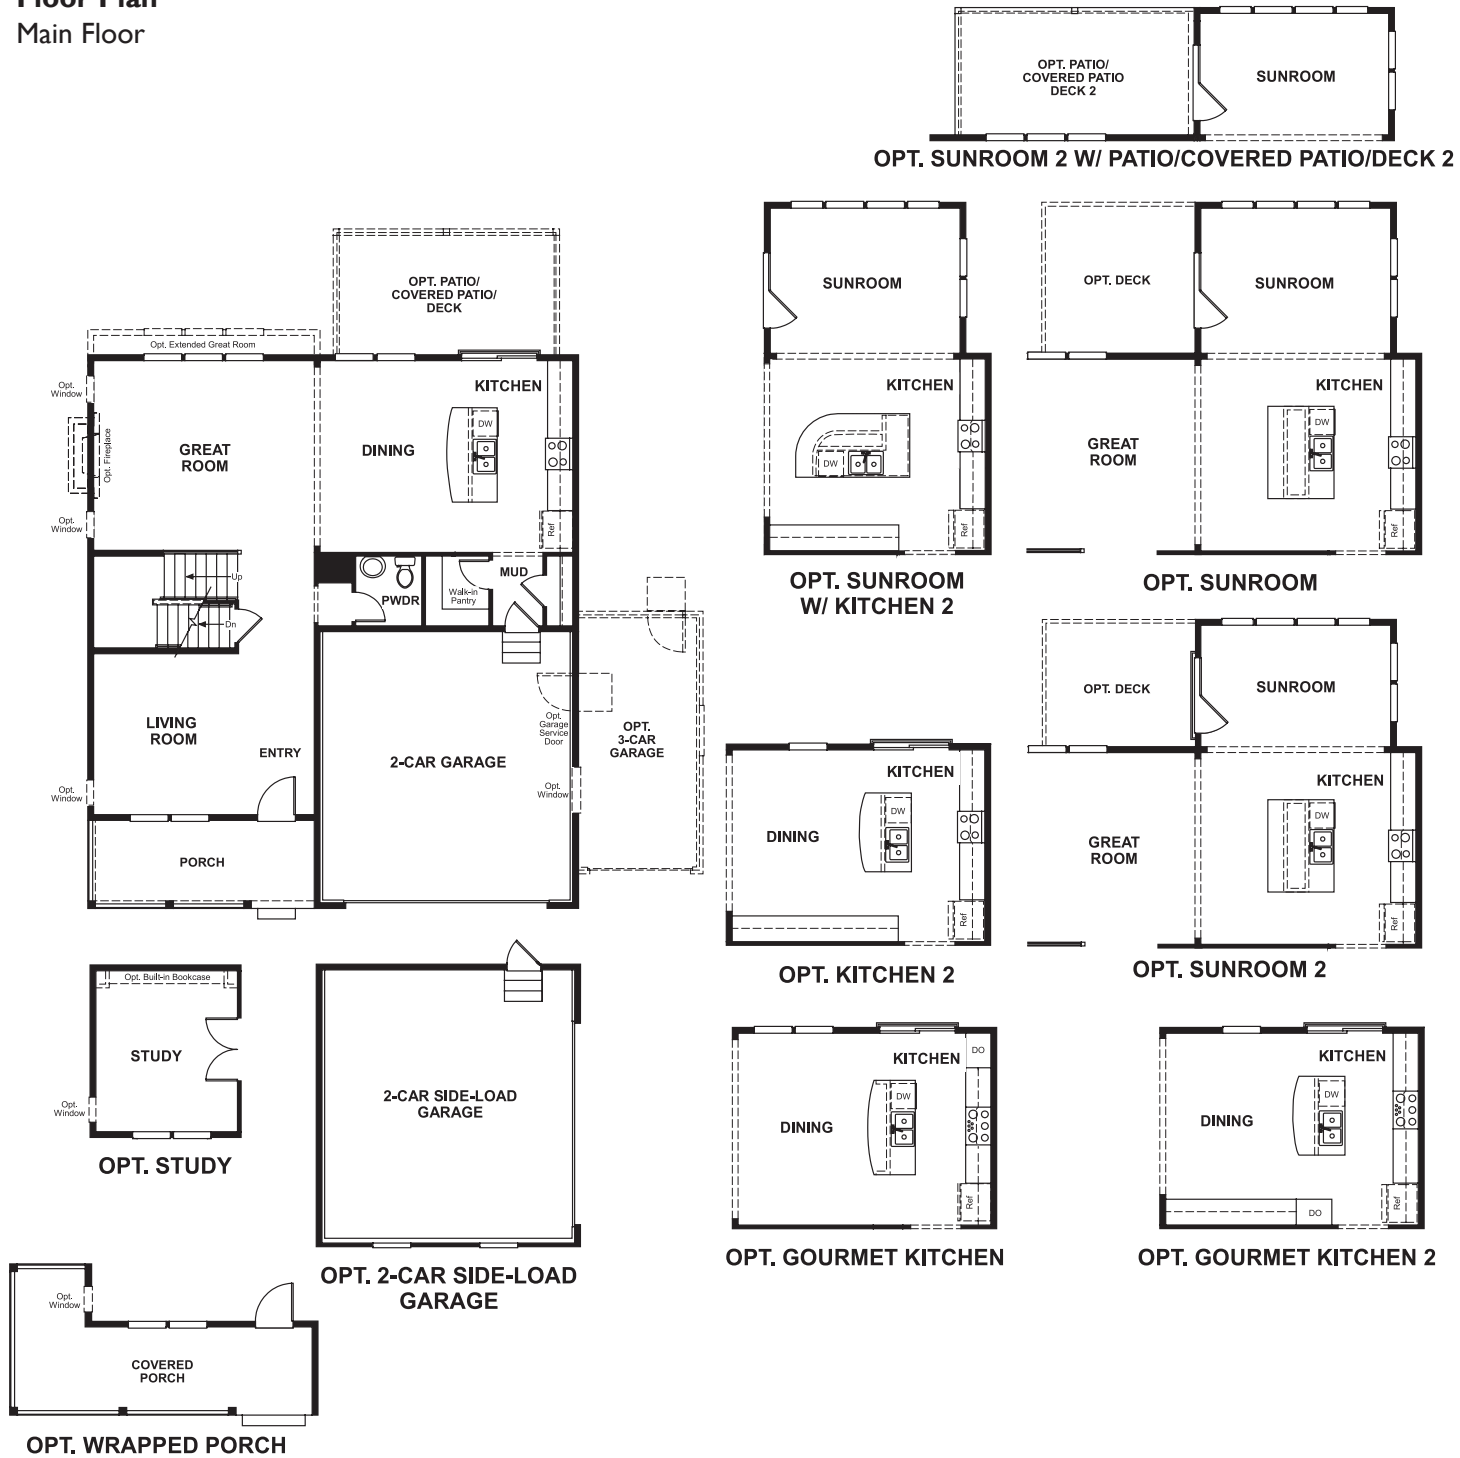 Floor Plan
Main Floor
OPT. PATIO/
COVERED PATIO
DECK 2
SUNROOM
OPT. SUNROOM 2 W/ PATIO/COVERED PATIO/DECK 2
OPT. PATIO/
COVERED PATIO/
DECK
Opt. Extended Great Room
Opt.
Window
Opt. Fireplace
Opt.
Window
GREAT
ROOM
DINING
KITCHEN
DW
Ref
Up
Dn
PWDR
Walk-in
Pantry
MUD
LIVING
ROOM
ENTRY
Opt.
Window
2-CAR GARAGE
Opt.
Garage
Service
Door
Opt.
Window
OPT.
3-CAR
GARAGE
PORCH
SUNROOM
KITCHEN
DW
Ref
OPT. SUNROOM
W/ KITCHEN 2
OPT. DECK
SUNROOM
GREAT
ROOM
KITCHEN
DW
Ref
OPT. SUNROOM
KITCHEN
DINING
DW
Ref
OPT. KITCHEN 2
OPT. DECK
SUNROOM
GREAT
ROOM
KITCHEN
DW
Ref
OPT. SUNROOM 2
Opt. Built-in Bookcase
STUDY
Opt.
Window
OPT. STUDY
2-CAR SIDE-LOAD
GARAGE
OPT. 2-CAR SIDE-LOAD
GARAGE
KITCHEN
DO
DW
DINING
Ref
OPT. GOURMET KITCHEN
KITCHEN
DW
DINING
DO
Ref
OPT. GOURMET KITCHEN 2
Opt.
Window
COVERED
PORCH
OPT. WRAPPED PORCH